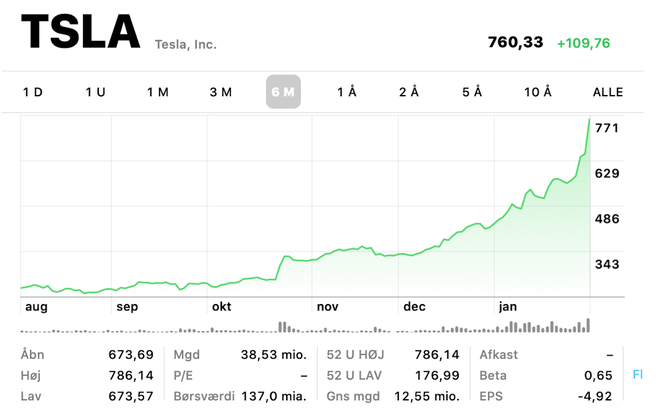 TSLA Tesla, Inc. 760,33 +109,76
1 D 1 U 1 M 3 M 6 M 1 Å 2 Å 5 Å 10 Å ALLE
771
629
486
343
aug sep okt nov dec jan
Åbn 673,69 Mgd 38,53 mio. 52 U HØJ 786,14 Afkast –
Høj 786,14 P/E – 52 U LAV 176,99 Beta 0,65 Fl
Lav 673,57 Børsværdi 137,0 mia. Gns mgd 12,55 mio. EPS -4,92